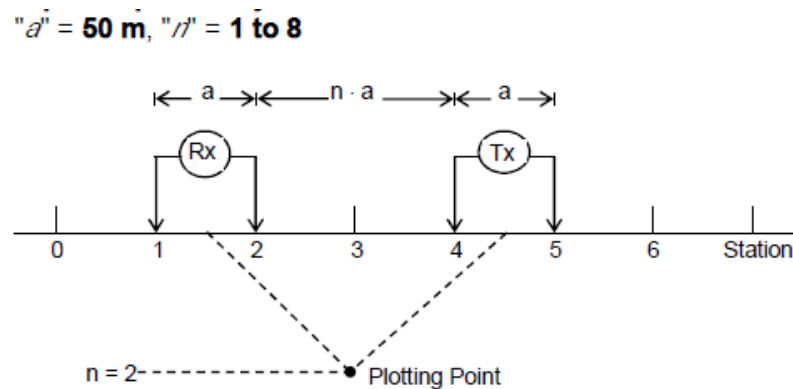 "a" = 50 m, "n" = 1 to 8
a n · a a
Rx Tx
0 1 2 3 4 5 6 Station
n = 2 Plotting Point